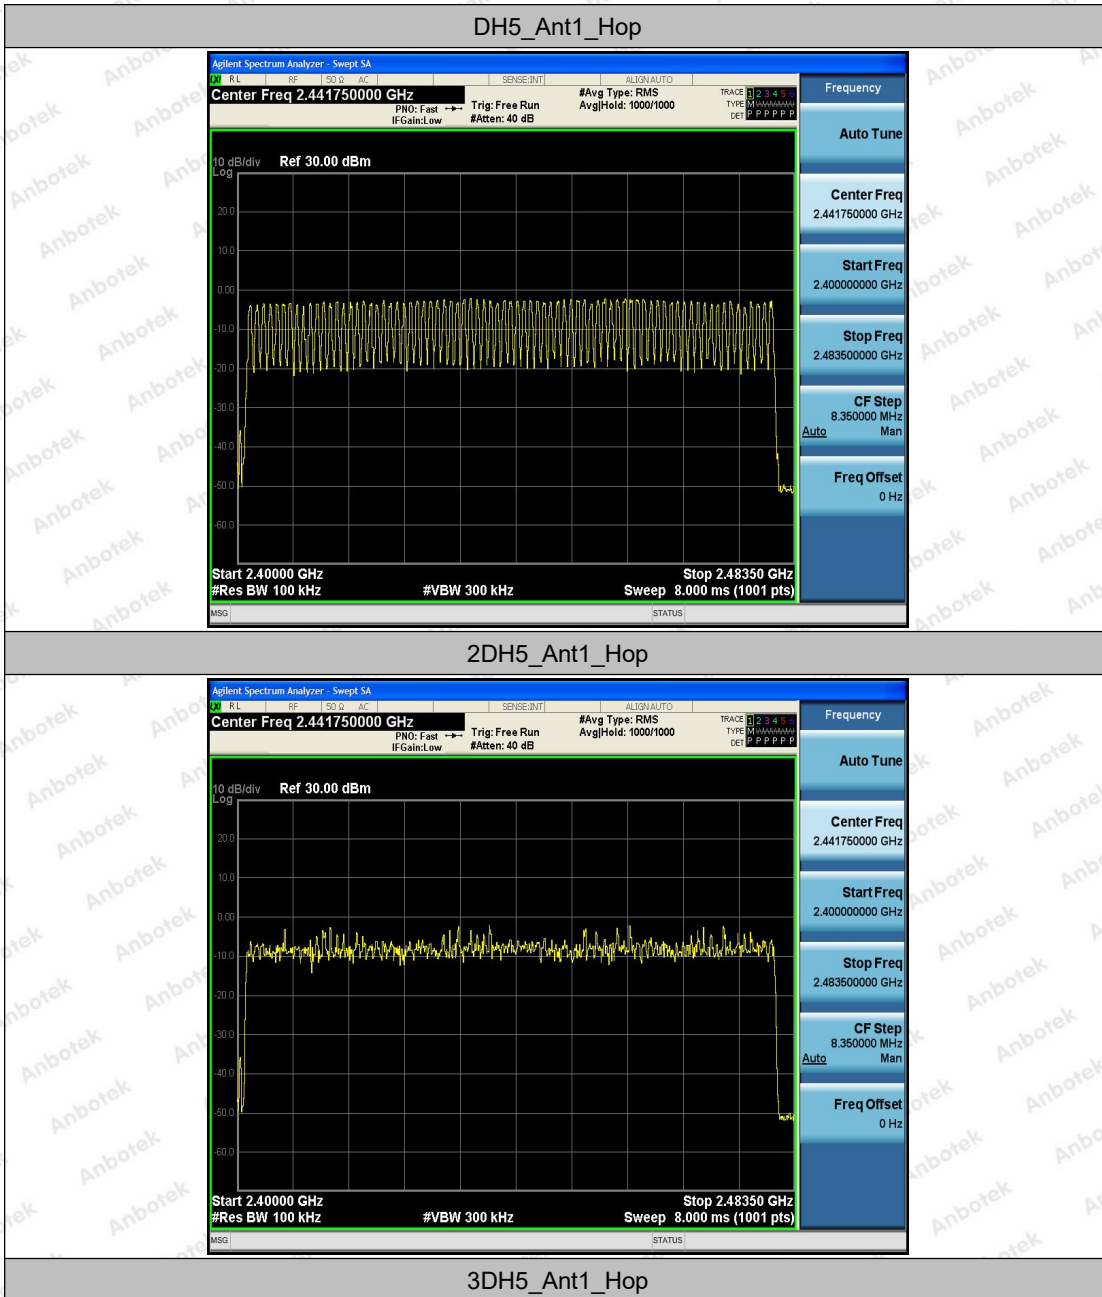 DH5_Ant1_Hop
Agilent Spectrum Analyzer - Swept SA
LXI RL RF 50 Ω AC SENSE:INT ALIGNAUTO
Center Freq 2.441750000 GHz
PNO: Fast
IFGain:Low
Trig: Free Run
#Atten: 40 dB
#Avg Type: RMS
Avg|Hold: 1000/1000
TRACE 1 2 3 4 5 6
TYPE M
DET P P P P P P
Frequency
Auto Tune
10 dB/div Ref 30.00 dBm
Log
20.0
10.0
0.00
-10.0
-20.0
-30.0
-40.0
-50.0
-60.0
Center Freq
2.441750000 GHz
Start Freq
2.400000000 GHz
Stop Freq
2.483500000 GHz
CF Step
8.350000 MHz
Auto Man
Freq Offset
0 Hz
Start 2.40000 GHz Stop 2.48350 GHz
#Res BW 100 kHz #VBW 300 kHz Sweep 8.000 ms (1001 pts)
MSG STATUS
2DH5_Ant1_Hop
Agilent Spectrum Analyzer - Swept SA
LXI RL RF 50 Ω AC SENSE:INT ALIGNAUTO
Center Freq 2.441750000 GHz
PNO: Fast
IFGain:Low
Trig: Free Run
#Atten: 40 dB
#Avg Type: RMS
Avg|Hold: 1000/1000
TRACE 1 2 3 4 5 6
TYPE M
DET P P P P P P
Frequency
Auto Tune
10 dB/div Ref 30.00 dBm
Log
20.0
10.0
0.00
-10.0
-20.0
-30.0
-40.0
-50.0
-60.0
Center Freq
2.441750000 GHz
Start Freq
2.400000000 GHz
Stop Freq
2.483500000 GHz
CF Step
8.350000 MHz
Auto Man
Freq Offset
0 Hz
Start 2.40000 GHz Stop 2.48350 GHz
#Res BW 100 kHz #VBW 300 kHz Sweep 8.000 ms (1001 pts)
MSG STATUS
3DH5_Ant1_Hop